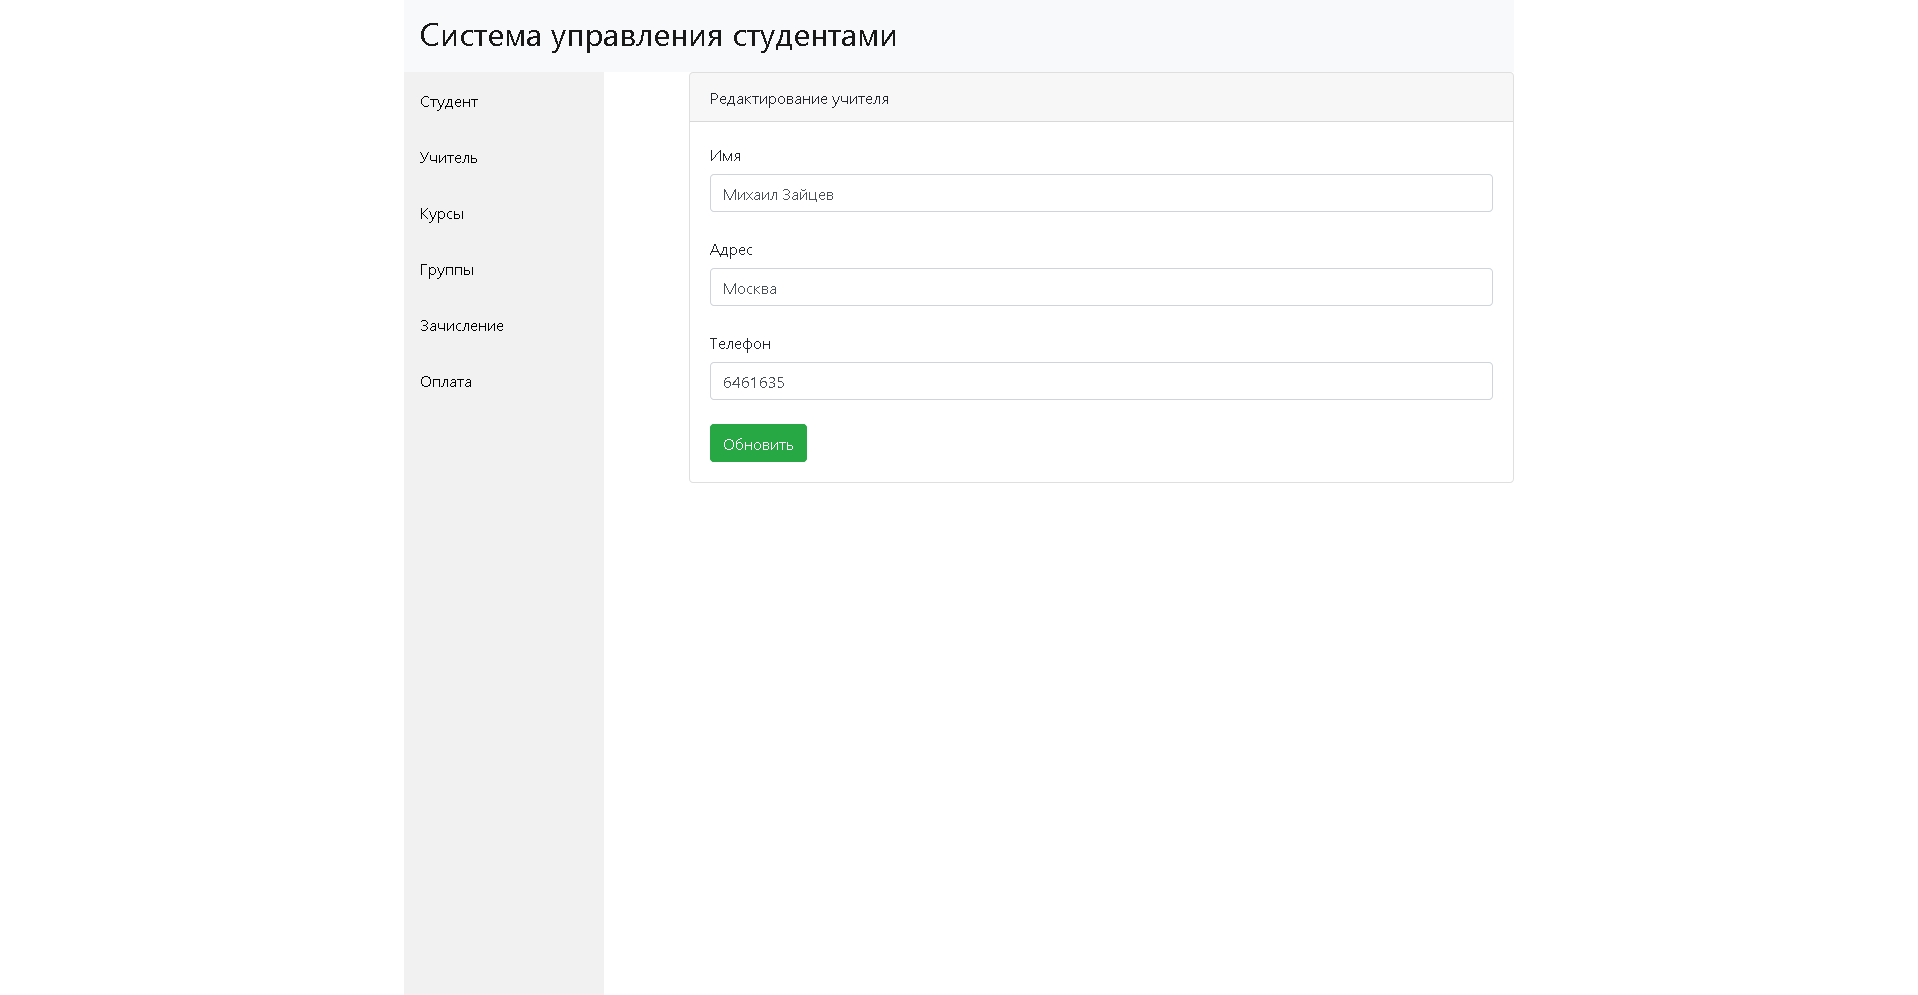 Система управления студентами
Студент
Учитель
Курсы
Группы
Зачисление
Оплата
Редактирование учителя
Имя
Михаил Зайцев
Адрес
Москва
Телефон
6461635
Обновить